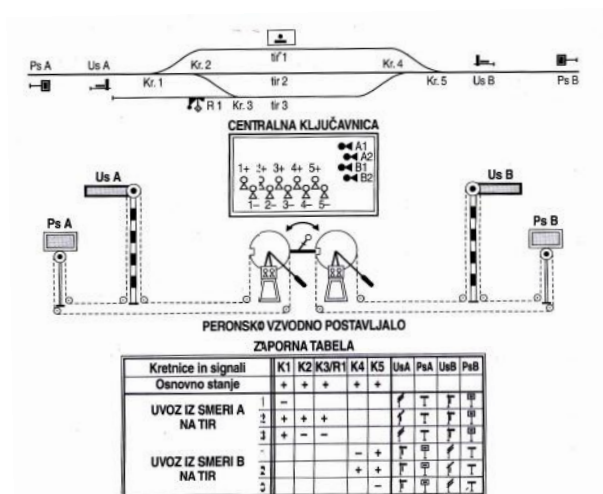 tir 1
Ps A Us A Kr. 2 Kr. 4
Kr. 1 tir 2 Kr. 5 Us B Ps B
R 1 Kr. 3 tir 3
CENTRALNA KLJUČAVNICA
A1
A2
1+ 2+ 3+ 4+ 5+ B1
B2
1– 2– 3– 4– 5–
Us A Us B
Ps A Ps B
PERONSKO VZVODNO POSTAVLJALO
ZAPORNA TABELA
Kretnice in signali K1 K2 K3/R1 K4 K5 UsA PsA UsB PsB
Osnovno stanje + + + + +
UVOZ IZ SMERI A NA TIR
1 –
2 + + +
3 + – –
UVOZ IZ SMERI B NA TIR
– +
2 + +
–